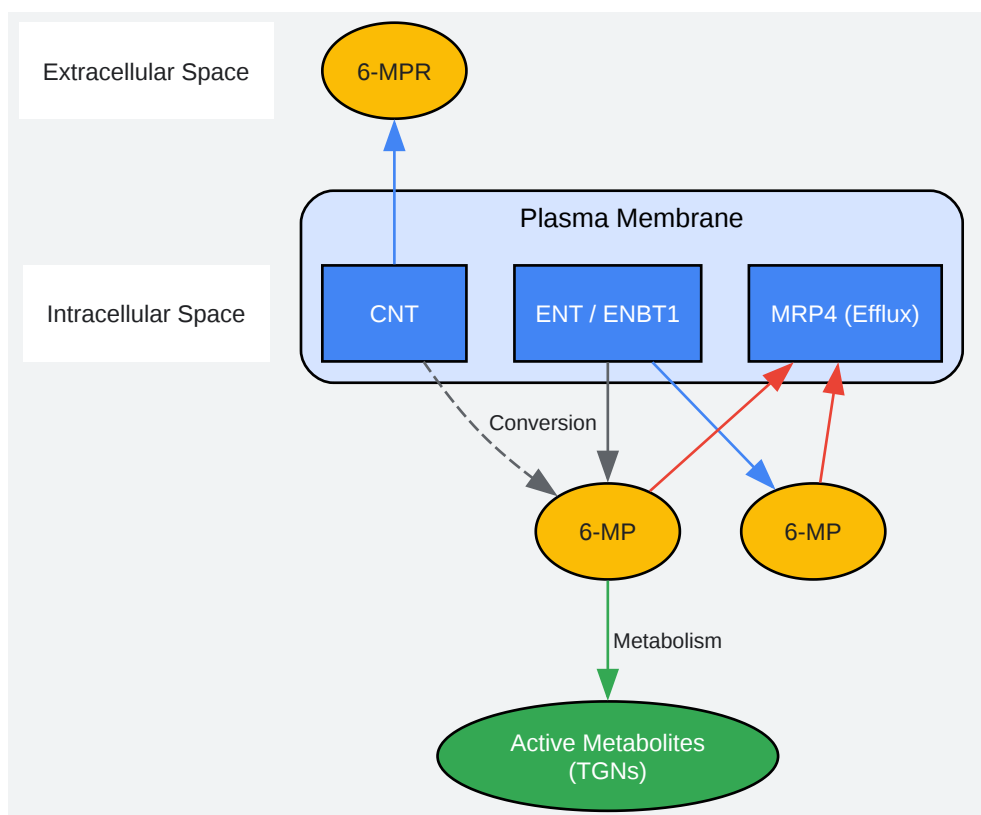 Extracellular Space
6-MPR
Plasma Membrane
Intracellular Space
CNT
ENT / ENBT1
MRP4 (Efflux)
Conversion
6-MP
6-MP
Metabolism
Active Metabolites
(TGNs)